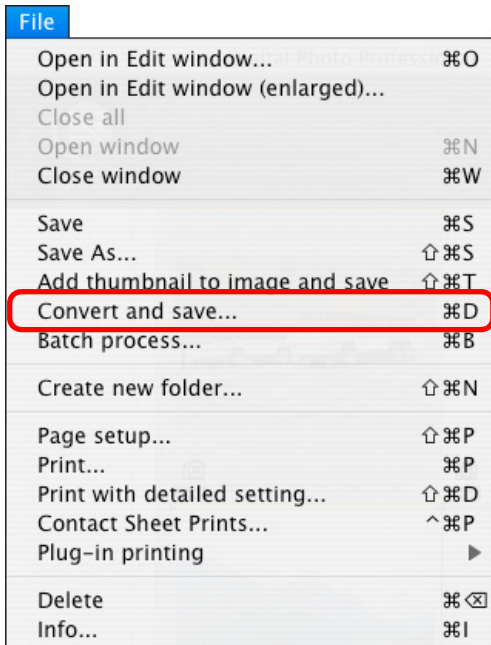 File
Open in Edit window... ⌘O
Open in Edit window (enlarged)...
Close all
Open window ⌘N
Close window ⌘W
Save ⌘S
Save As... ⇧⌘S
Add thumbnail to image and save ⇧⌘T
Convert and save... ⌘D
Batch process... ⌘B
Create new folder... ⇧⌘N
Page setup... ⇧⌘P
Print... ⌘P
Print with detailed setting... ⇧⌘D
Contact Sheet Prints... ^⌘P
Plug-in printing ▶
Delete ⌘⌫
Info... ⌘I